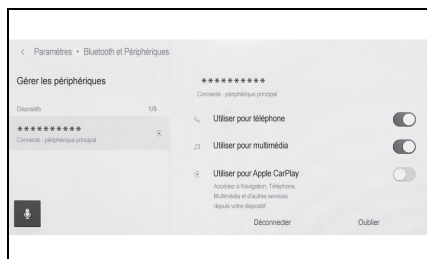 < Paramètres • Bluetooth et Périphériques
Gérer les périphériques
Dispositifs 1/5
**********
Connecté - périphérique principal
**********
Connecté - périphérique principal
Utiliser pour téléphone
Utiliser pour multimédia
Utiliser pour Apple CarPlay
Accédez à Navigation, Téléphone,
Multimédia et d'autres services
depuis votre dispositif.
Déconnecter Oublier